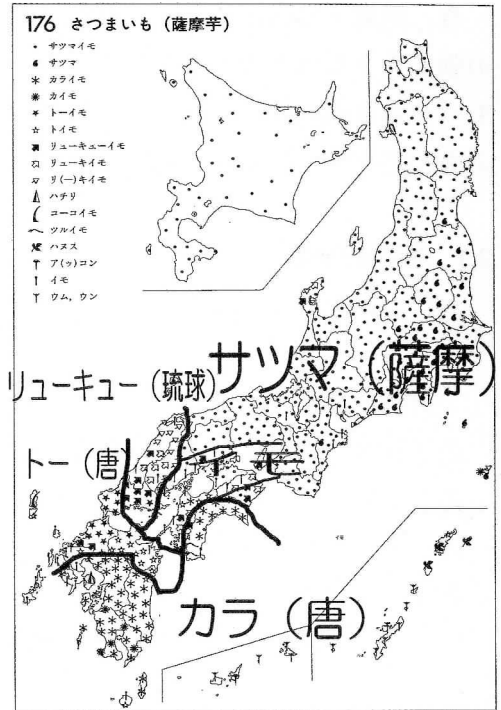 176 さつまいも（薩摩芋）
サツマイモ
サツマ
カライモ
カイモ
トーイモ
トイモ
リューキューイモ
リューキイモ
リ(ー)キイモ
ハチリ
コーコイモ
ツルイモ
ハヌス
ア(ッ)コン
イモ
ウム，ウン
サツマ（薩摩）
リューキュー（琉球）
トー（唐）
イモ
イモ
カラ（唐）